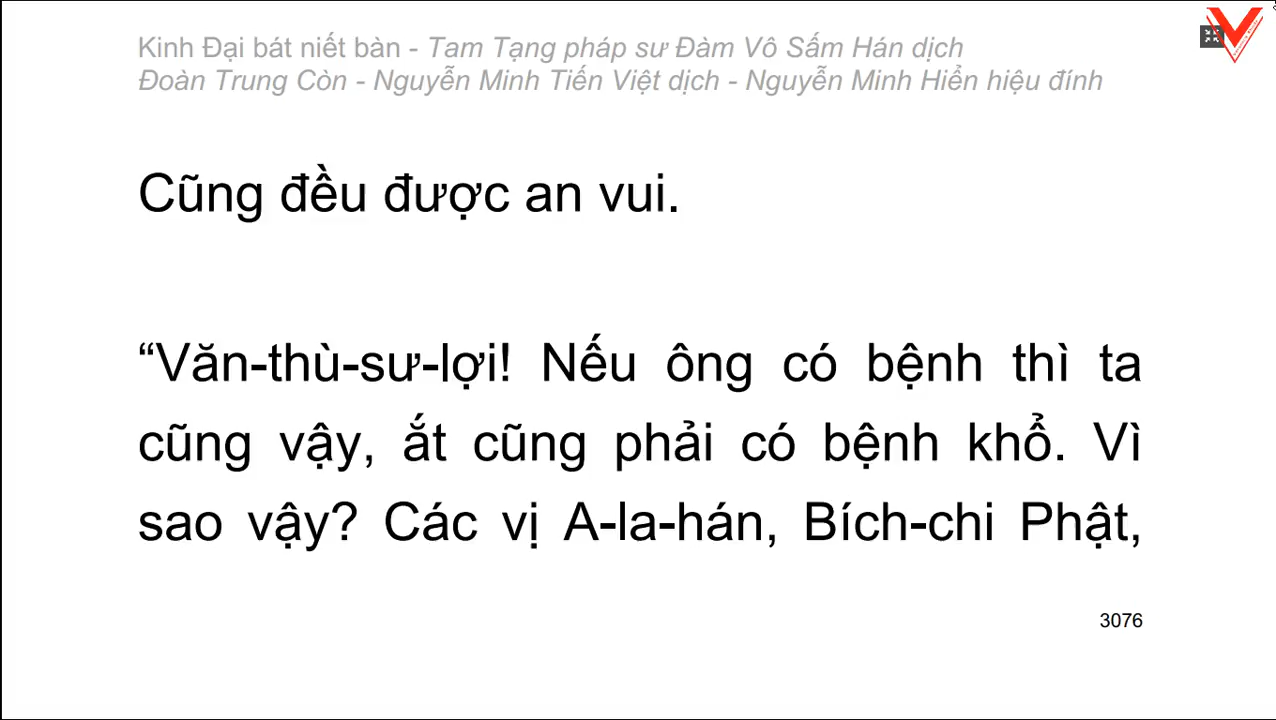 Kinh Đại bát niết bàn - Tam Tạng pháp sư Đàm Vô Sấm Hán dịch
Đoàn Trung Còn - Nguyễn Minh Tiến Việt dịch - Nguyễn Minh Hiển hiệu đính
Cũng đều được an vui.
“Văn-thù-sư-lợi! Nếu ông có bệnh thì ta
cũng vậy, ắt cũng phải có bệnh khổ. Vì
sao vậy? Các vị A-la-hán, Bích-chi Phật,
3076